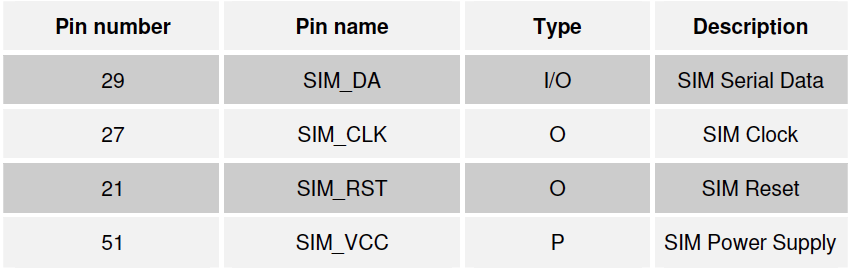 Pin number Pin name Type Description
29 SIM_DA I/O SIM Serial Data
27 SIM_CLK O SIM Clock
21 SIM_RST O SIM Reset
51 SIM_VCC P SIM Power Supply